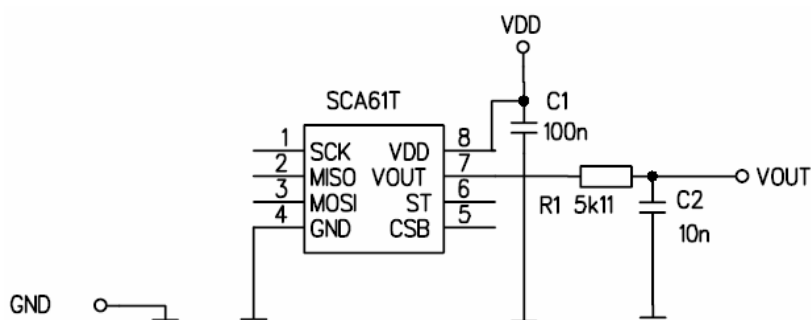 VDD
SCA61T
C1
100n
1 SCK VDD 8
2 MISO VOUT 7
3 MOSI ST 6
4 GND CSB 5
R1 5k11
C2
10n
VOUT
GND